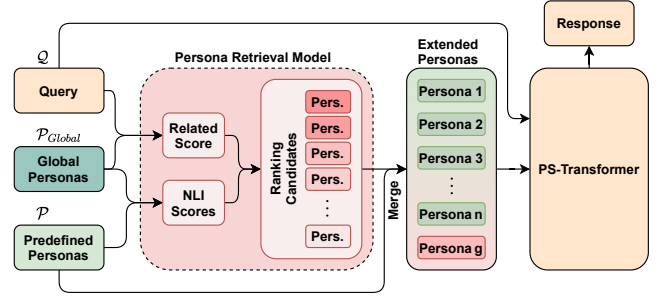 Response
Q
Persona Retrieval Model
Extended
Personas
Query
P_Global
Global
Personas
P
Predefined
Personas
Related
Score
NLI
Scores
Ranking
Candidates
Pers.
Pers.
Pers.
Pers.
⋮
Pers.
Merge
Persona 1
Persona 2
Persona 3
⋮
Persona n
Persona g
PS-Transformer